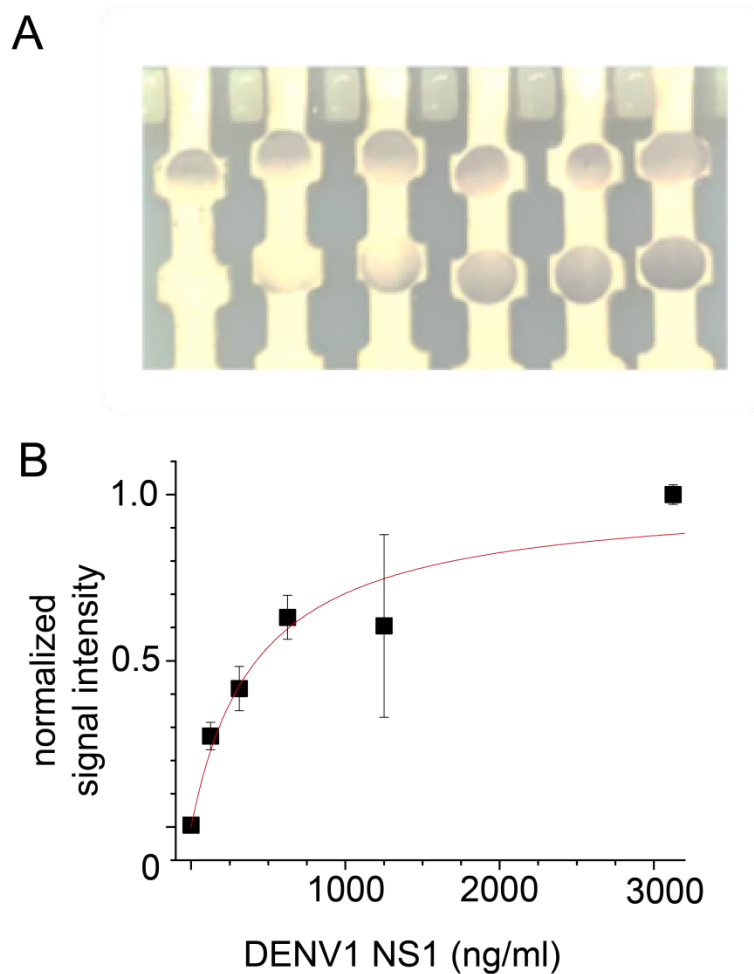 A
B
normalized
signal intensity
1.0
0.5
0
1000
2000
3000
DENV1 NS1 (ng/ml)